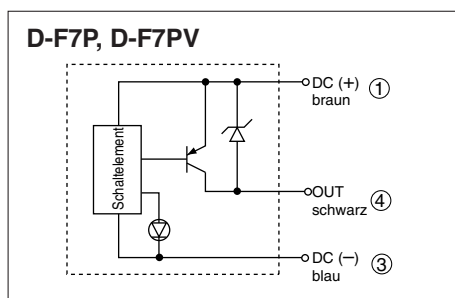 D-F7P, D-F7PV
DC (+) ①
braun
Schaltelement
OUT ④
schwarz
DC (−) ③
blau